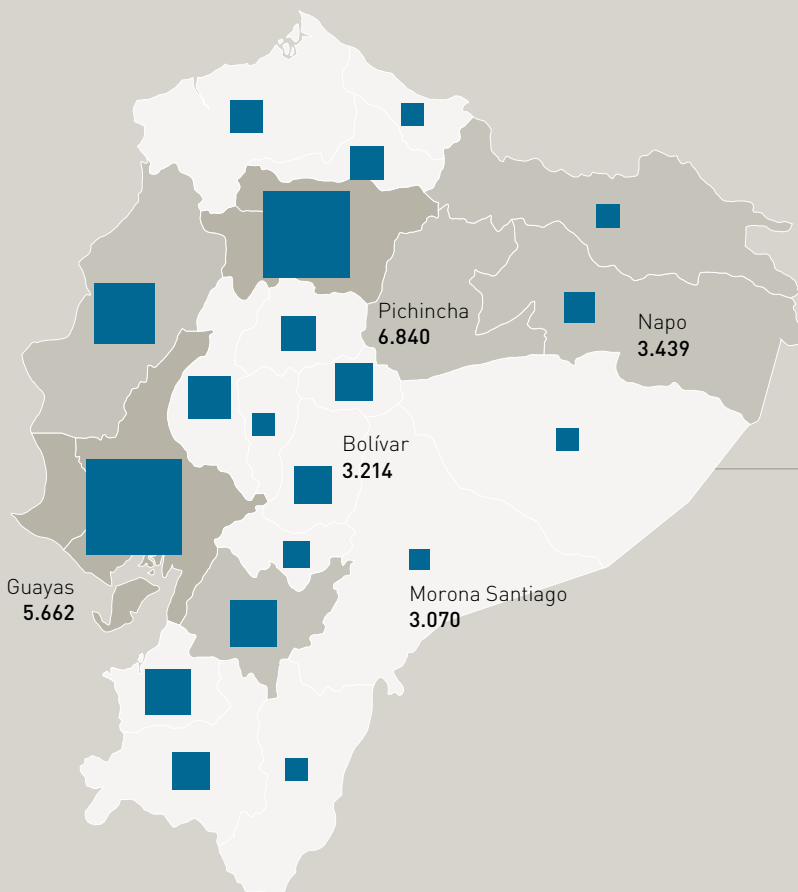 Pichincha
6.840
Napo
3.439
Bolívar
3.214
Guayas
5.662
Morona Santiago
3.070